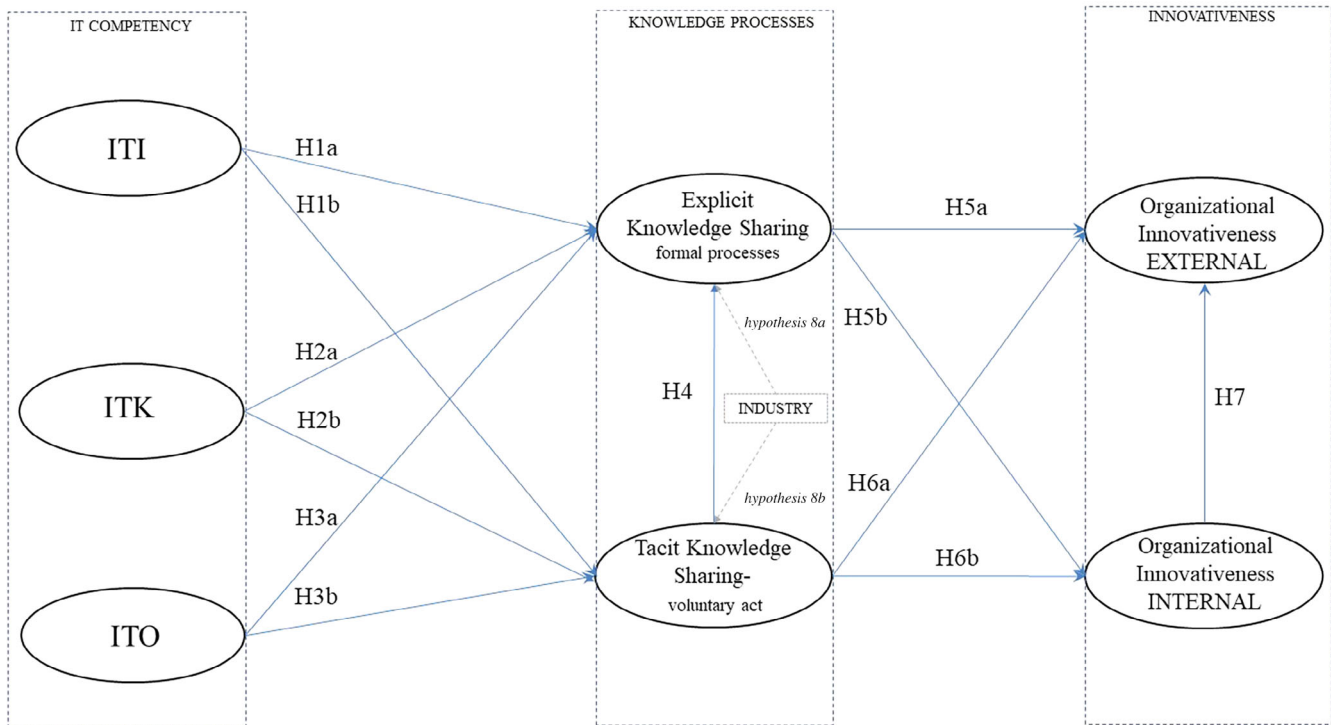 IT COMPETENCY
KNOWLEDGE PROCESSES
INNOVATIVENESS
ITI
ITK
ITO
H1a
H1b
H2a
H2b
H3a
H3b
Explicit
Knowledge Sharing
formal processes
hypothesis 8a
H4
INDUSTRY
hypothesis 8b
Tacit Knowledge
Sharing-
voluntary act
H5a
H5b
H6a
H6b
Organizational
Innovativeness
EXTERNAL
H7
Organizational
Innovativeness
INTERNAL